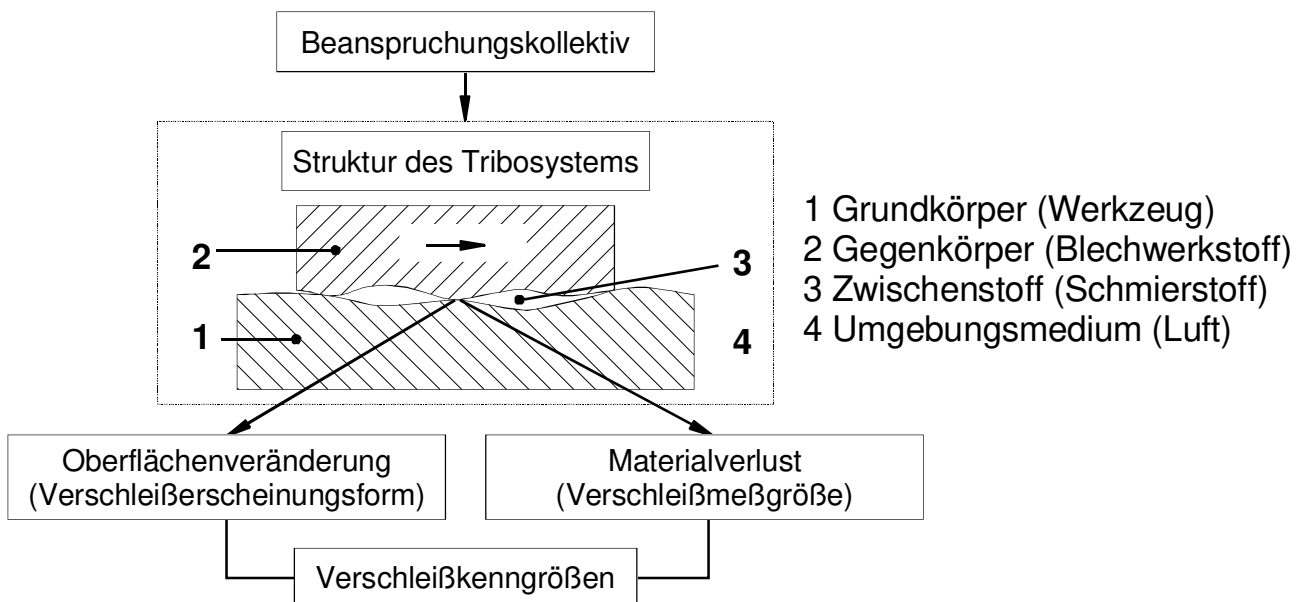 Beanspruchungskollektiv
Struktur des Tribosystems
2
3
1
4
1 Grundkörper (Werkzeug)
2 Gegenkörper (Blechwerkstoff)
3 Zwischenstoff (Schmierstoff)
4 Umgebungsmedium (Luft)
Oberflächenveränderung
(Verschleißerscheinungsform)
Materialverlust
(Verschleißmeßgröße)
Verschleißkenngrößen